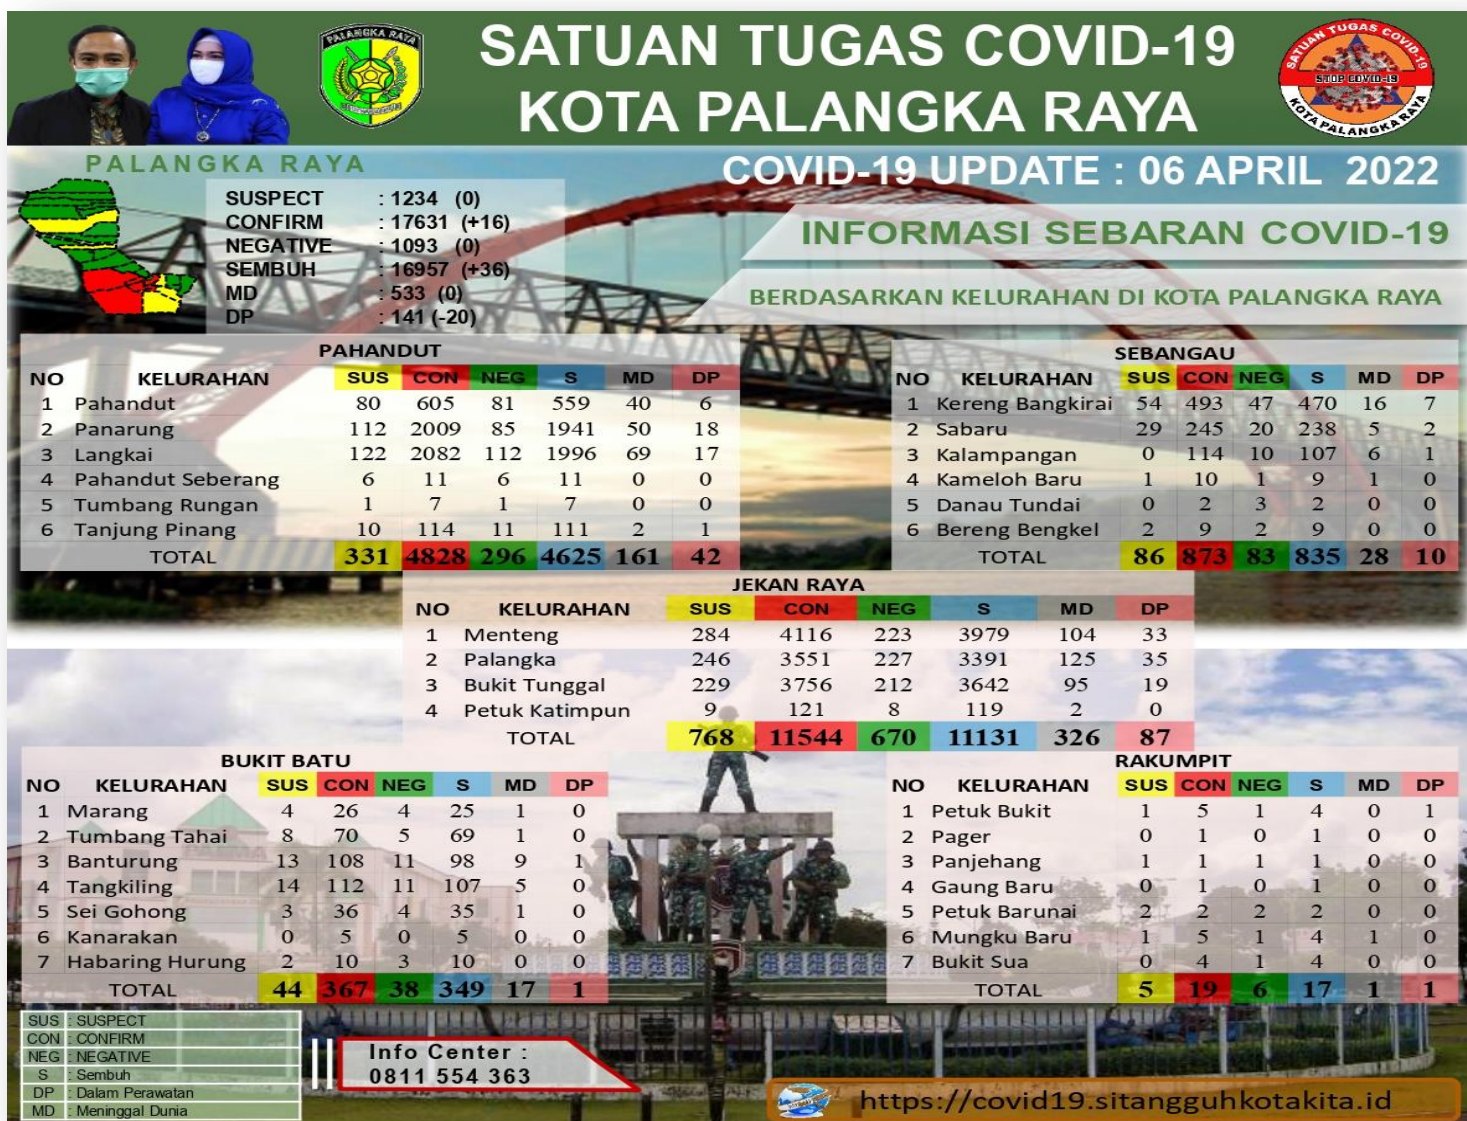 SATUAN TUGAS COVID-19
KOTA PALANGKA RAYA
PALANGKA RAYA
SATUAN TUGAS COVID-19
STOP COVID-19
KOTA PALANGKA RAYA
PALANGKA RAYA
COVID-19 UPDATE : 06 APRIL 2022
SUSPECT : 1234 (0)
CONFIRM : 17631 (+16)
NEGATIVE : 1093 (0)
SEMBUH : 16957 (+36)
MD : 533 (0)
DP : 141 (-20)
INFORMASI SEBARAN COVID-19
BERDASARKAN KELURAHAN DI KOTA PALANGKA RAYA
PAHANDUT
NO KELURAHAN SUS CON NEG S MD DP
1 Pahandut 80 605 81 559 40 6
2 Panarung 112 2009 85 1941 50 18
3 Langkai 122 2082 112 1996 69 17
4 Pahandut Seberang 6 11 6 11 0 0
5 Tumbang Rungan 1 7 1 7 0 0
6 Tanjung Pinang 10 114 11 111 2 1
TOTAL 331 4828 296 4625 161 42
SEBANGAU
NO KELURAHAN SUS CON NEG S MD DP
1 Kereng Bangkirai 54 493 47 470 16 7
2 Sabaru 29 245 20 238 5 2
3 Kalampangan 0 114 10 107 6 1
4 Kameloh Baru 1 10 1 9 1 0
5 Danau Tundai 0 2 3 2 0 0
6 Bereng Bengkel 2 9 2 9 0 0
TOTAL 86 873 83 835 28 10
JEKAN RAYA
NO KELURAHAN SUS CON NEG S MD DP
1 Menteng 284 4116 223 3979 104 33
2 Palangka 246 3551 227 3391 125 35
3 Bukit Tunggal 229 3756 212 3642 95 19
4 Petuk Katimpun 9 121 8 119 2 0
TOTAL 768 11544 670 11131 326 87
BUKIT BATU
NO KELURAHAN SUS CON NEG S MD DP
1 Marang 4 26 4 25 1 0
2 Tumbang Tahai 8 70 5 69 1 0
3 Banturung 13 108 11 98 9 1
4 Tangkiling 14 112 11 107 5 0
5 Sei Gohong 3 36 4 35 1 0
6 Kanarakan 0 5 0 5 0 0
7 Habaring Hurung 2 10 3 10 0 0
TOTAL 44 367 38 349 17 1
RAKUMPIT
NO KELURAHAN SUS CON NEG S MD DP
1 Petuk Bukit 1 5 1 4 0 1
2 Pager 0 1 0 1 0 0
3 Panjehang 1 1 1 1 0 0
4 Gaung Baru 0 1 0 1 0 0
5 Petuk Barunai 2 2 2 2 0 0
6 Mungku Baru 1 5 1 4 1 0
7 Bukit Sua 0 4 1 4 0 0
TOTAL 5 19 6 17 1 1
SUS : SUSPECT
CON : CONFIRM
NEG : NEGATIVE
S : Sembuh
DP : Dalam Perawatan
MD : Meninggal Dunia
Info Center :
0811 554 363
https://covid19.sitangguhkotakita.id